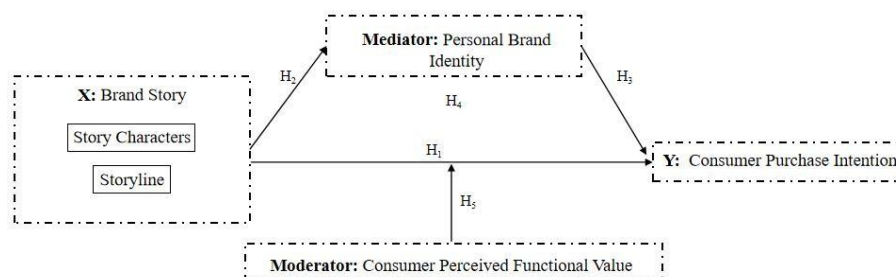 Mediator: Personal Brand
Identity
H2
H3
X: Brand Story
H4
Story Characters
H1
Y: Consumer Purchase Intention
Storyline
H5
Moderator: Consumer Perceived Functional Value